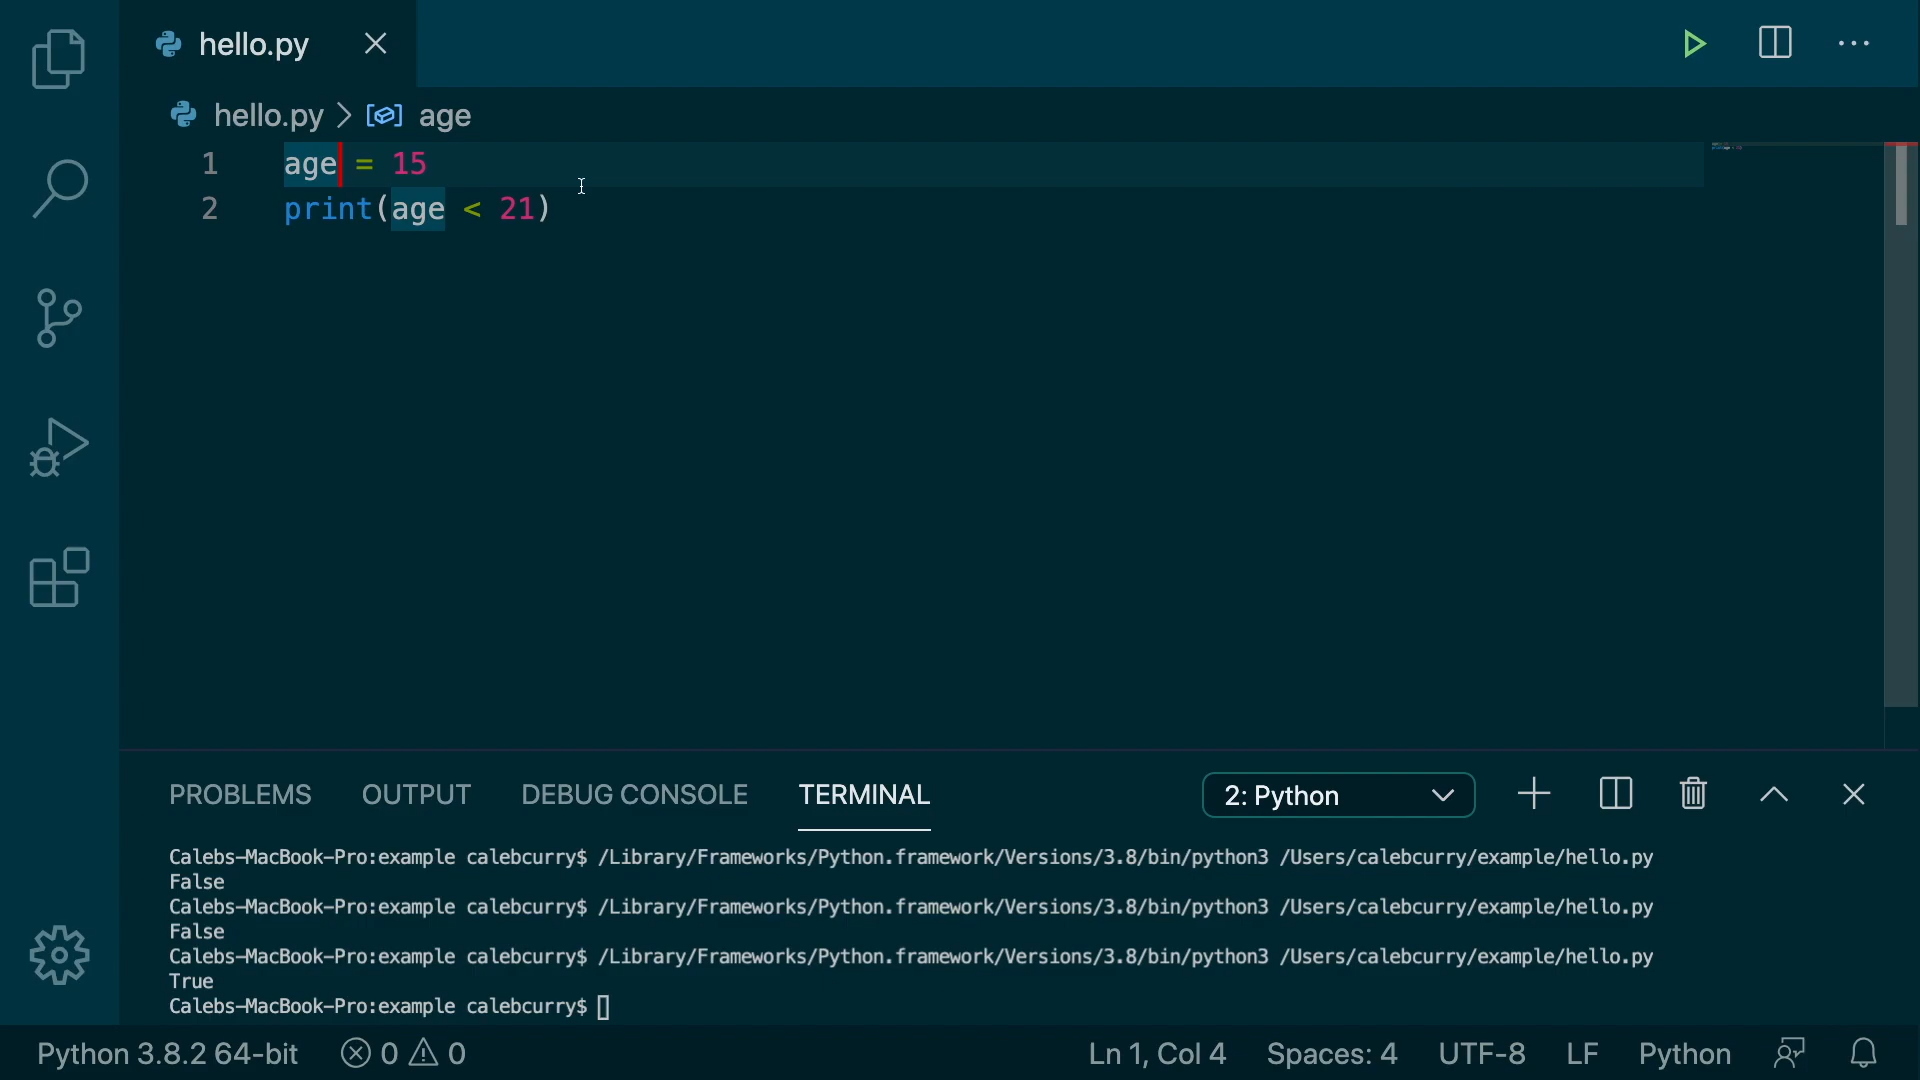 hello.py
hello.py > age
1 age = 15
2 print(age < 21)
PROBLEMS OUTPUT DEBUG CONSOLE TERMINAL 2: Python
Calebs-MacBook-Pro:example calebcurry$ /Library/Frameworks/Python.framework/Versions/3.8/bin/python3 /Users/calebcurry/example/hello.py
False
Calebs-MacBook-Pro:example calebcurry$ /Library/Frameworks/Python.framework/Versions/3.8/bin/python3 /Users/calebcurry/example/hello.py
False
Calebs-MacBook-Pro:example calebcurry$ /Library/Frameworks/Python.framework/Versions/3.8/bin/python3 /Users/calebcurry/example/hello.py
True
Calebs-MacBook-Pro:example calebcurry$
Python 3.8.2 64-bit 0 0 Ln 1, Col 4 Spaces: 4 UTF-8 LF Python